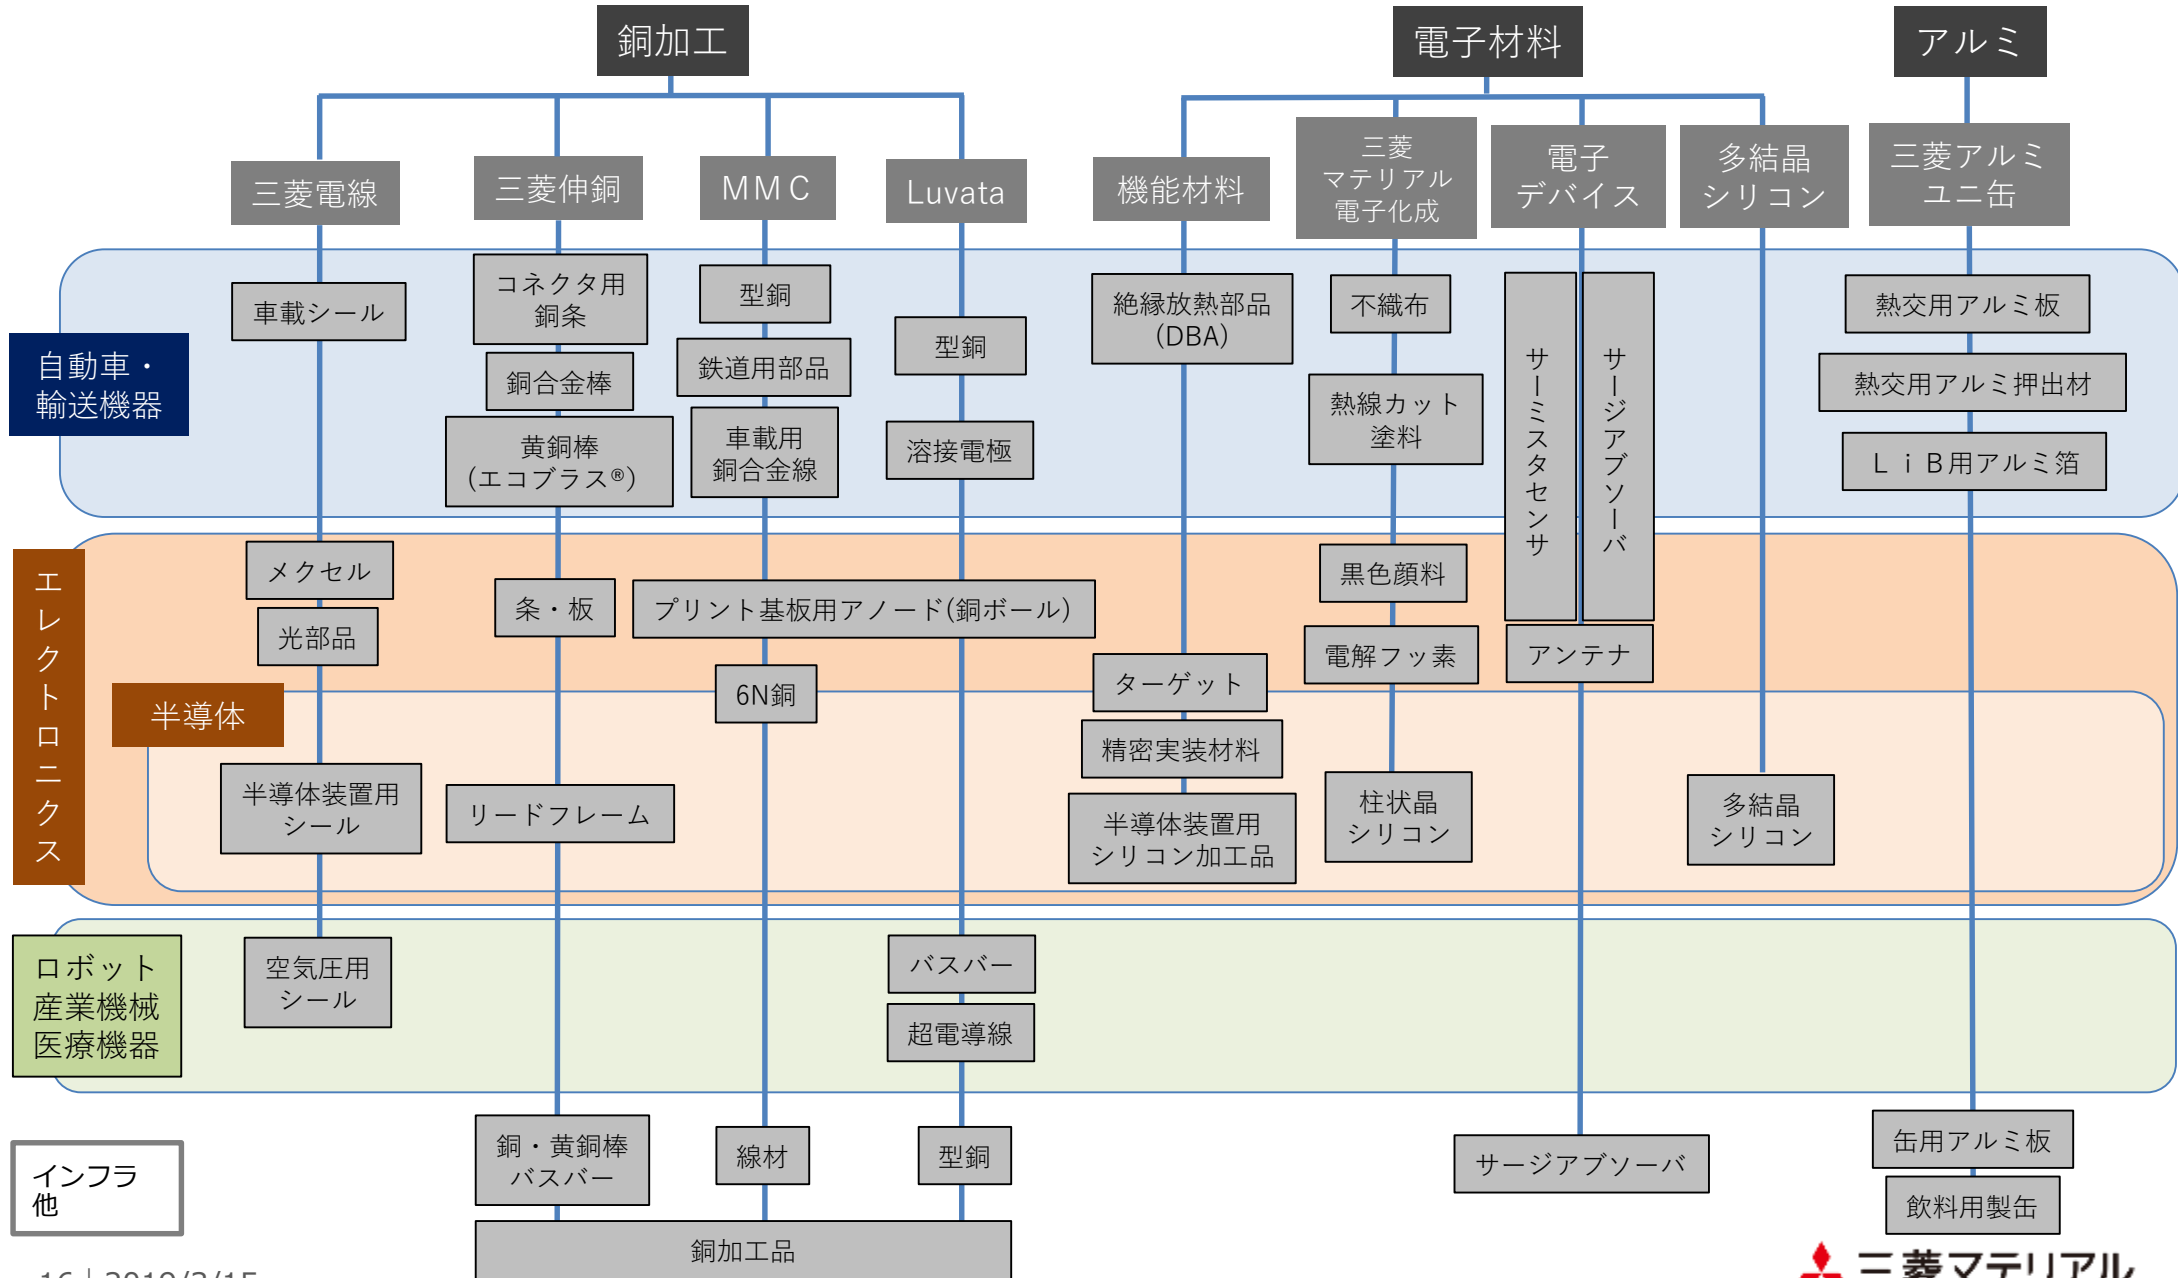 銅加工
電子材料
アルミ
三菱電線
三菱伸銅
ＭＭＣ
Luvata
機能材料
三菱
マテリアル
電子化成
電子
デバイス
多結晶
シリコン
三菱アルミ
ユニ缶
自動車・
輸送機器
車載シール
コネクタ用
銅条
銅合金棒
黄銅棒
(エコブラス®)
型銅
鉄道用部品
車載用
銅合金線
型銅
溶接電極
絶縁放熱部品
(DBA)
不織布
熱線カット
塗料
サーミスタセンサ
サージアブソーバ
熱交用アルミ板
熱交用アルミ押出材
ＬｉＢ用アルミ箔
エレクトロニクス
メクセル
光部品
条・板
プリント基板用アノード(銅ボール)
6N銅
ターゲット
精密実装材料
黒色顔料
電解フッ素
アンテナ
半導体
半導体装置用
シール
リードフレーム
半導体装置用
シリコン加工品
柱状晶
シリコン
多結晶
シリコン
ロボット
産業機械
医療機器
空気圧用
シール
バスバー
超電導線
インフラ
他
銅・黄銅棒
バスバー
線材
型銅
サージアブソーバ
缶用アルミ板
飲料用製缶
銅加工品
16｜2019/3/15
三菱マテリアル